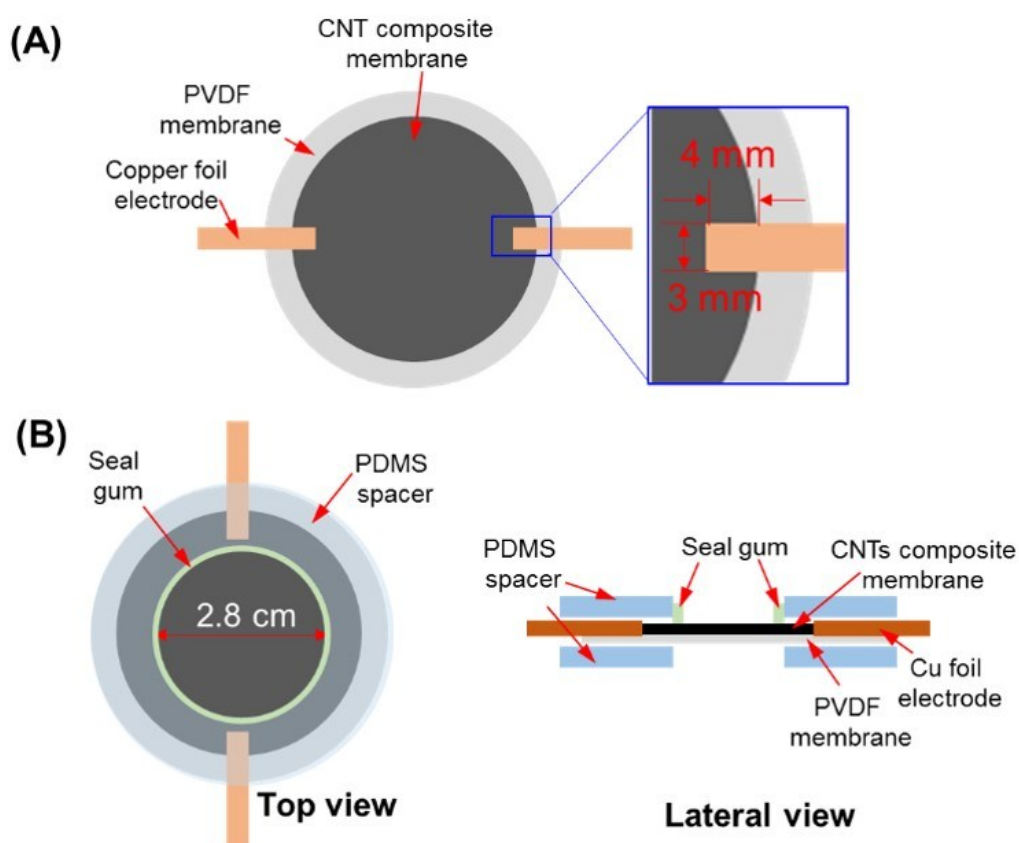 (A)
CNT composite
membrane
PVDF
membrane
Copper foil
electrode
4 mm
3 mm
(B)
Seal
gum
PDMS
spacer
2.8 cm
Top view
PDMS
spacer
Seal gum
CNTs composite
membrane
Cu foil
electrode
PVDF
membrane
Lateral view